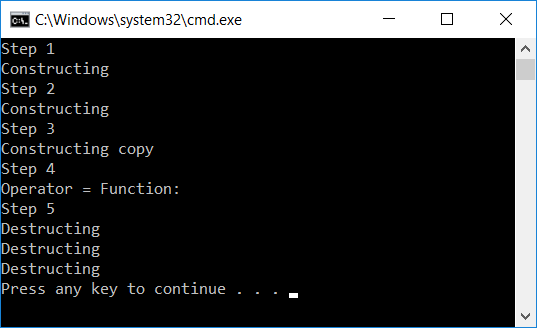 C:\Windows\system32\cmd.exe
Step 1
Constructing
Step 2
Constructing
Step 3
Constructing copy
Step 4
Operator = Function:
Step 5
Destructing
Destructing
Destructing
Press any key to continue . . .